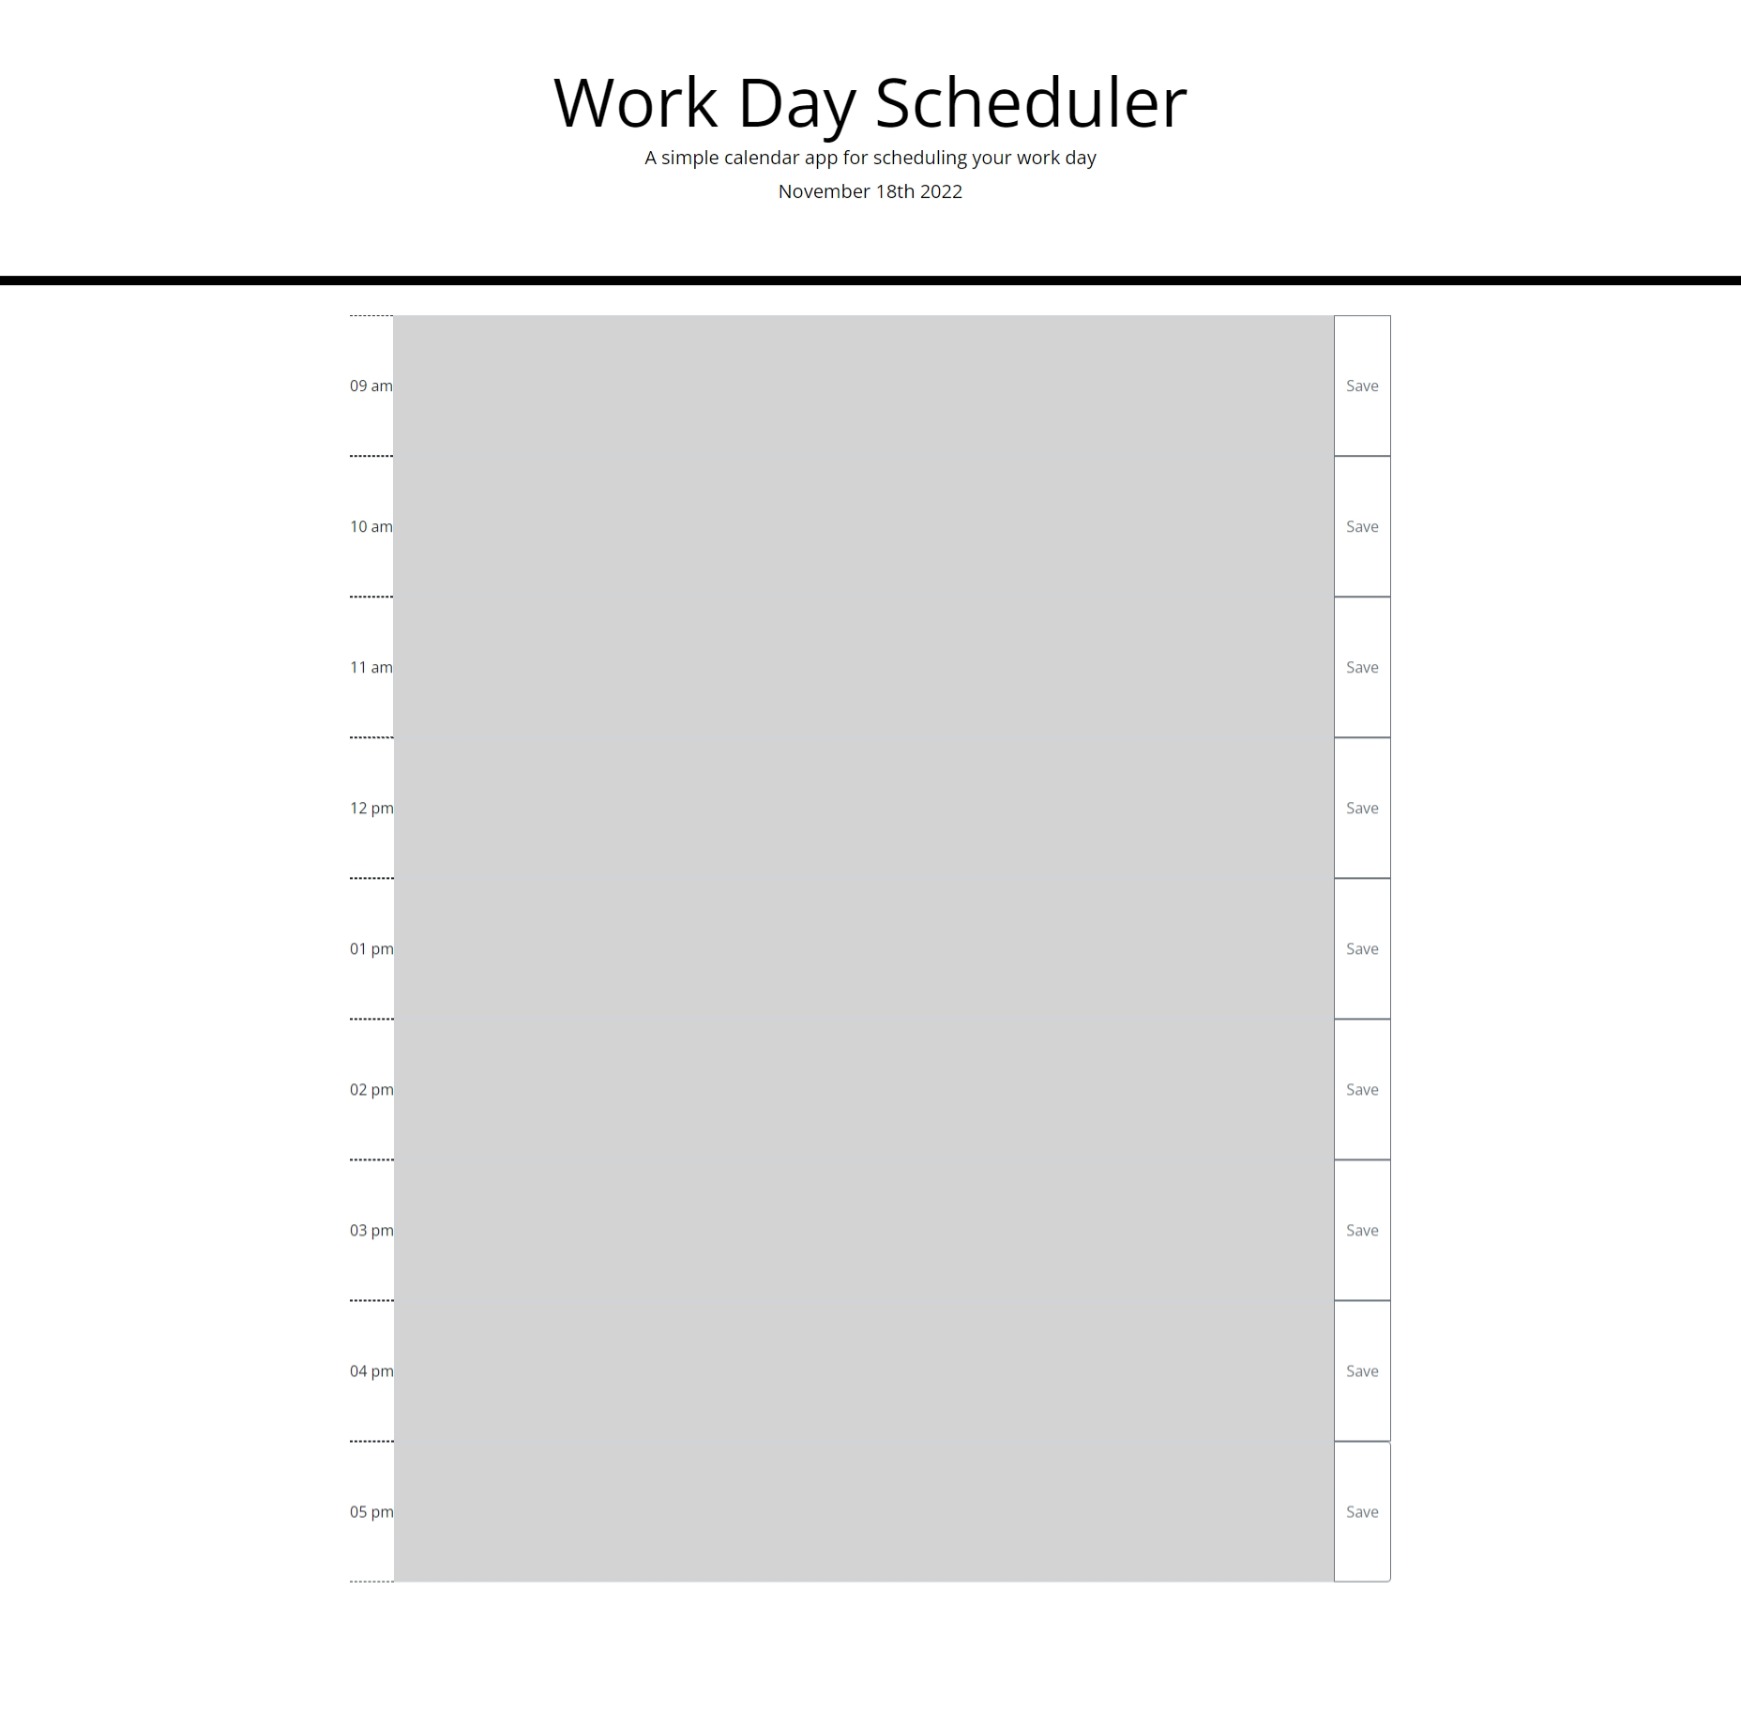 Work Day Scheduler
A simple calendar app for scheduling your work day
November 18th 2022
09 am Save
10 am Save
11 am Save
12 pm Save
01 pm Save
02 pm Save
03 pm Save
04 pm Save
05 pm Save